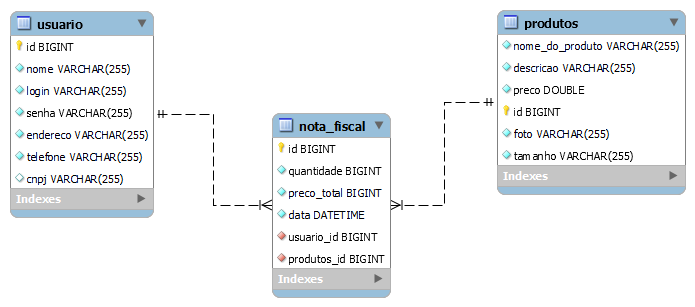 usuario
id BIGINT
nome VARCHAR(255)
login VARCHAR(255)
senha VARCHAR(255)
endereco VARCHAR(255)
telefone VARCHAR(255)
cnpj VARCHAR(255)
Indexes
nota_fiscal
id BIGINT
quantidade BIGINT
preco_total BIGINT
data DATETIME
usuario_id BIGINT
produtos_id BIGINT
Indexes
produtos
nome_do_produto VARCHAR(255)
descricao VARCHAR(255)
preco DOUBLE
id BIGINT
foto VARCHAR(255)
tamanho VARCHAR(255)
Indexes